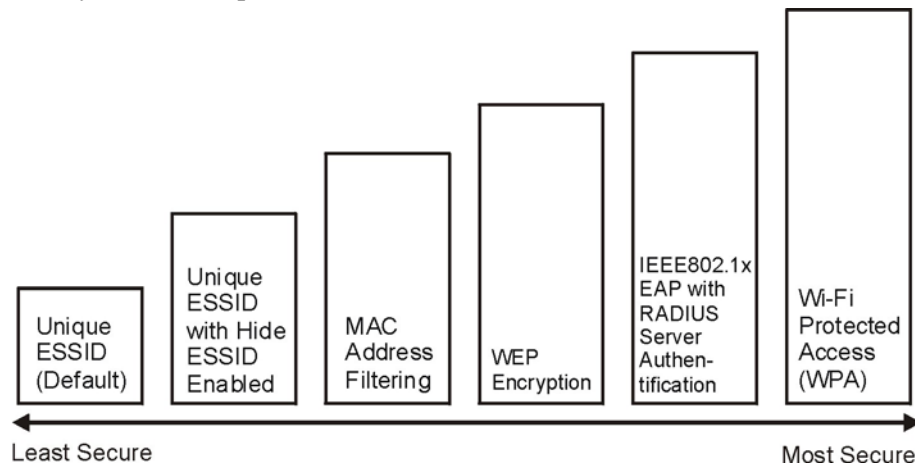 Unique
ESSID
(Default)
Unique
ESSID
with Hide
ESSID
Enabled
MAC
Address
Filtering
WEP
Encryption
IEEE802.1x
EAP with
RADIUS
Server
Authen-
tification
Wi-Fi
Protected
Access
(WPA)
Least Secure
Most Secure